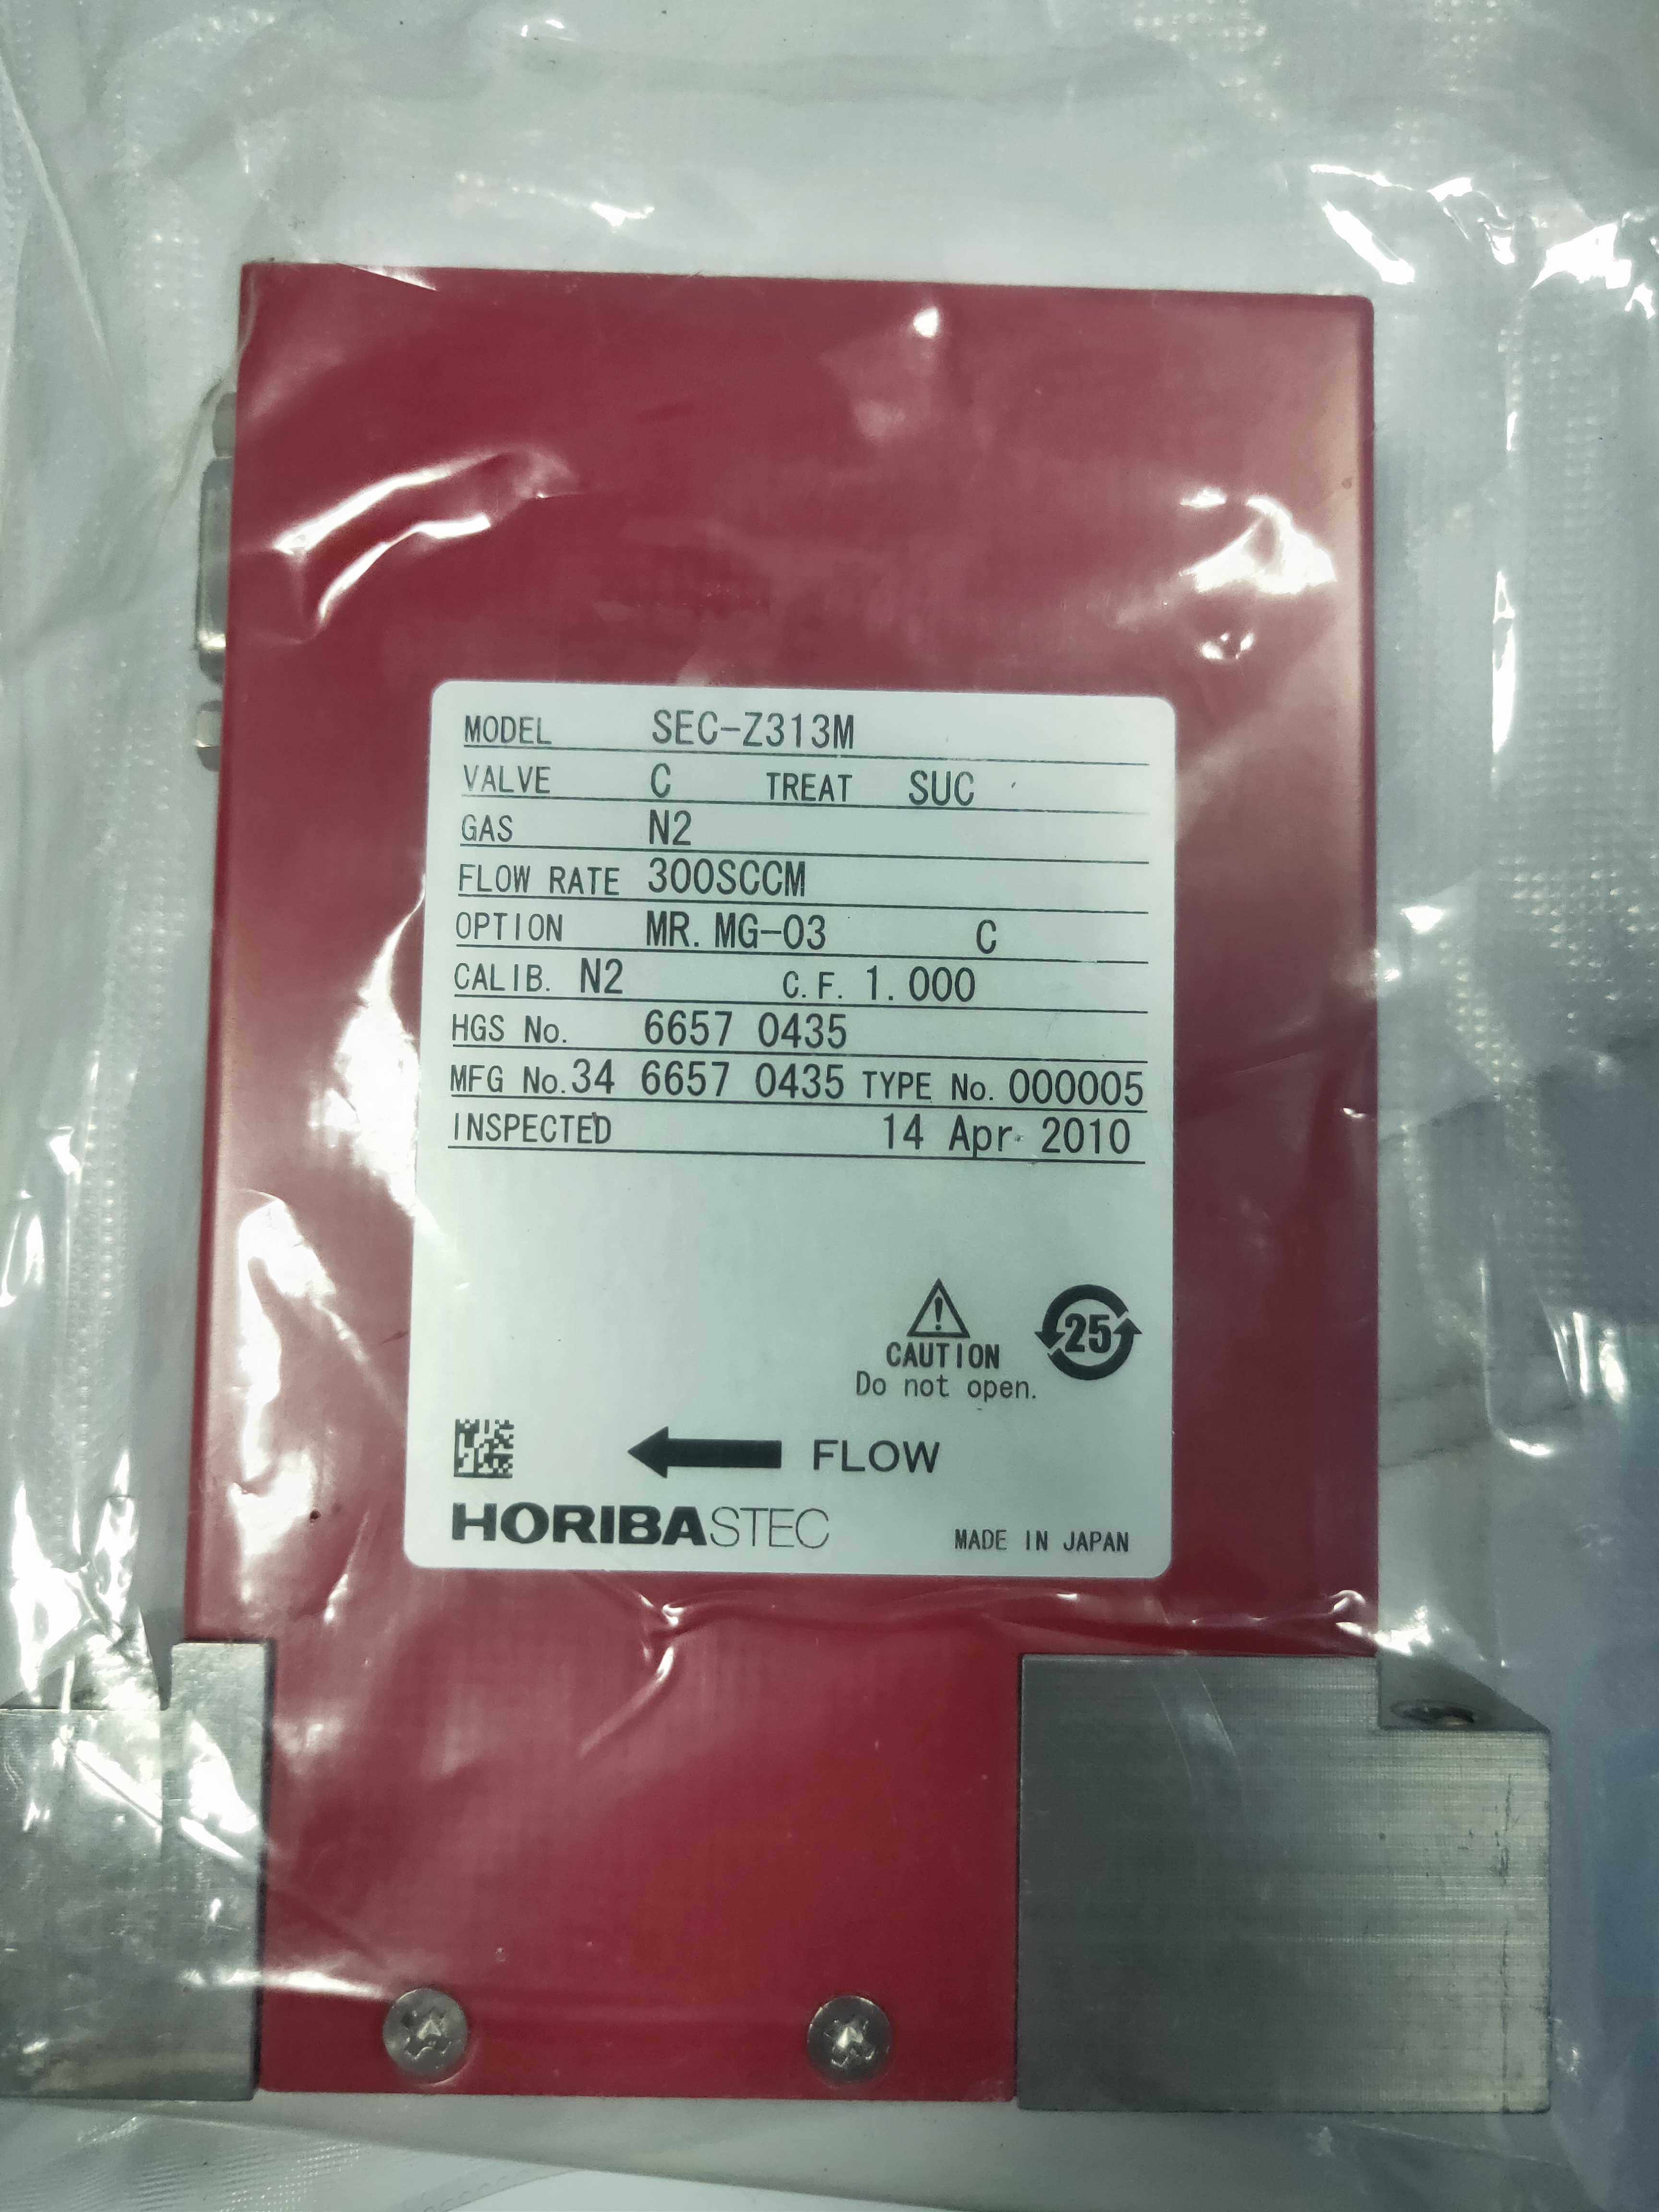 MODEL SEC-Z313M
VALVE C TREAT SUC
GAS N2
FLOW RATE 300SCCM
OPTION MR. MG-03 C
CALIB. N2 C.F. 1.000
HGS No. 6657 0435
MFG No. 34 6657 0435 TYPE No. 000005
INSPECTED 14 Apr 2010
25
CAUTION
Do not open.
FLOW
HORIBASTEC
MADE IN JAPAN